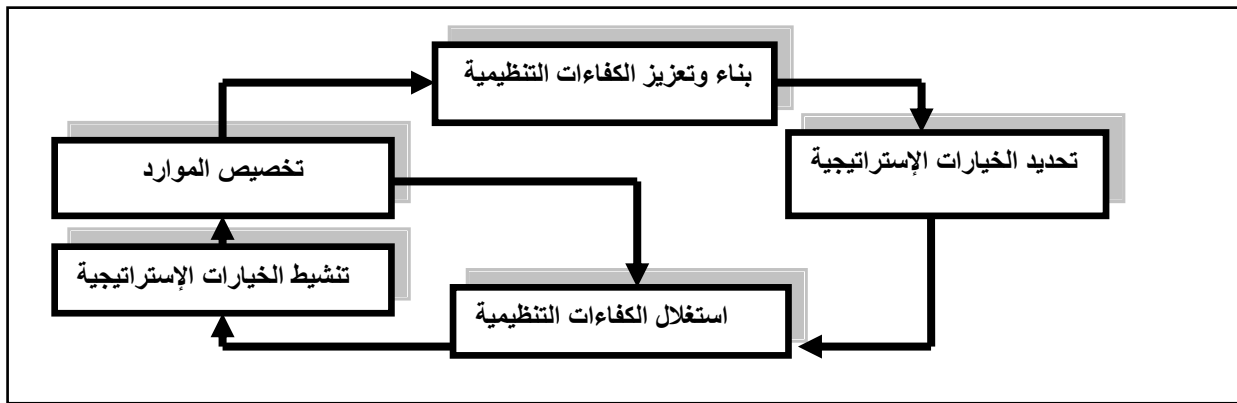 بناء وتعزيز الكفاءات التنظيمية
تحديد الخيارات الإستراتيجية
تخصيص الموارد
تنشيط الخيارات الإستراتيجية
استغلال الكفاءات التنظيمية